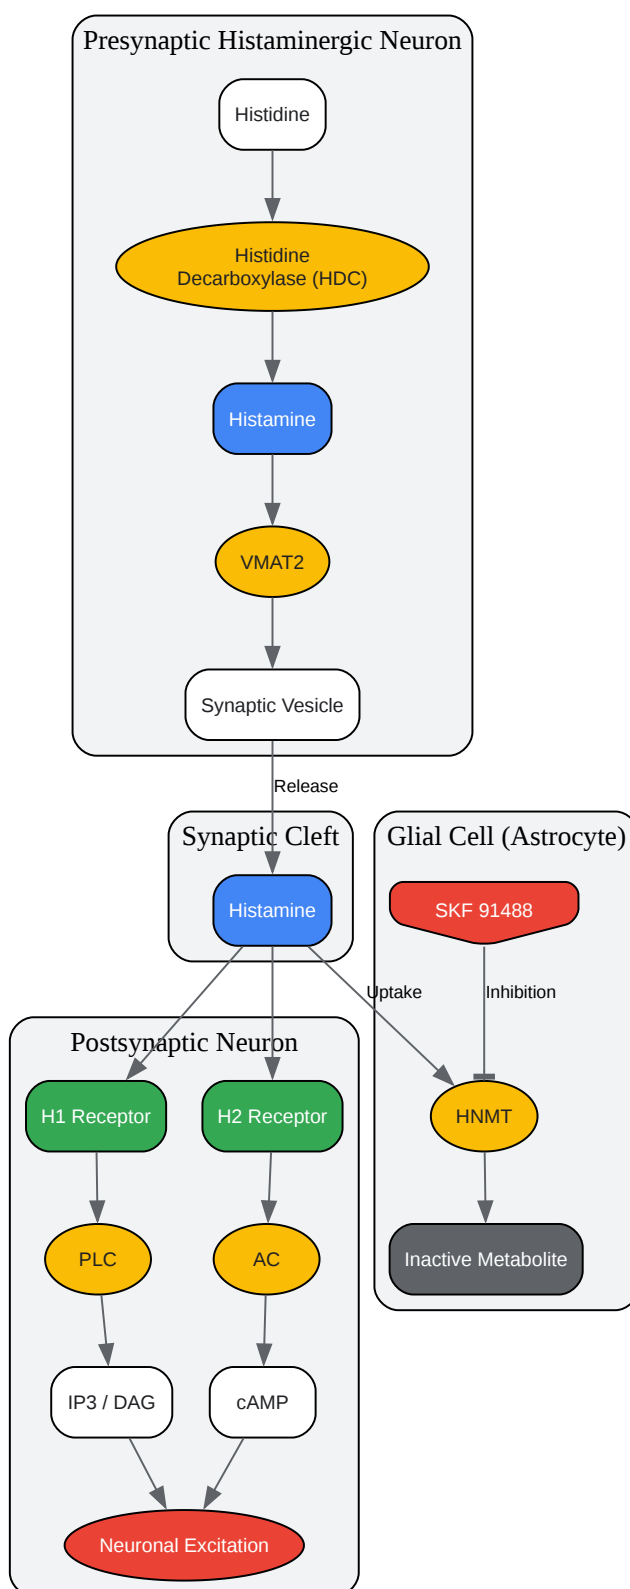 Presynaptic Histaminergic Neuron
Histidine
Histidine
Decarboxylase (HDC)
Histamine
VMAT2
Synaptic Vesicle
Release
Synaptic Cleft
Glial Cell (Astrocyte)
Histamine
SKF 91488
Uptake
Inhibition
Postsynaptic Neuron
H1 Receptor
H2 Receptor
HNMT
PLC
AC
Inactive Metabolite
IP3 / DAG
cAMP
Neuronal Excitation